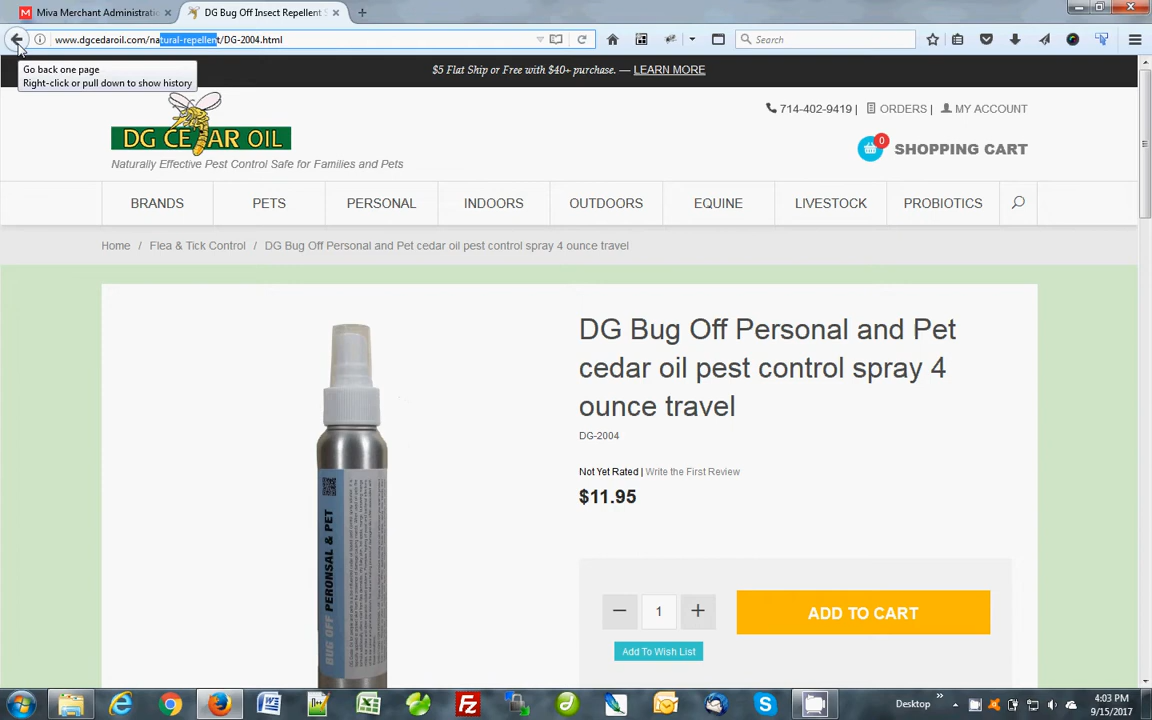 Miva Merchant Administrati
DG Bug Off Insect Repellent S
www.dgcedaroil.com/natural-repellent/DG-2004.html
Search
Go back one page
Right-click or pull down to show history
$5 Flat Ship or Free with $40+ purchase. — LEARN MORE
DG CEDAR OIL
Naturally Effective Pest Control Safe for Families and Pets
714-402-9419 | ORDERS | MY ACCOUNT
0
SHOPPING CART
BRANDS PETS PERSONAL INDOORS OUTDOORS EQUINE LIVESTOCK PROBIOTICS
Home / Flea & Tick Control / DG Bug Off Personal and Pet cedar oil pest control spray 4 ounce travel
DG Bug Off Personal and Pet
cedar oil pest control spray 4
ounce travel
DG-2004
Not Yet Rated | Write the First Review
$11.95
1
ADD TO CART
Add To Wish List
BUG OFF PERONSAL & PET
Desktop
4:03 PM
9/15/2017